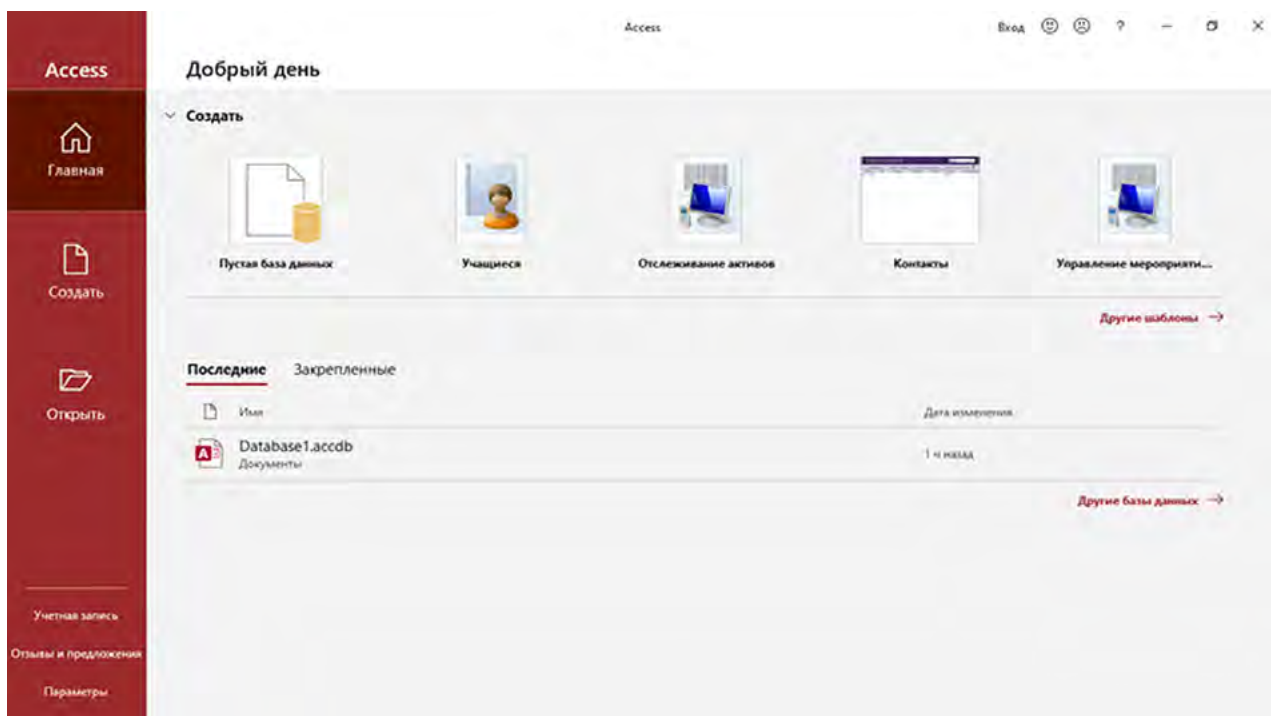 Access
Вход
?
Access
Добрый день
Главная
Создать
Открыть
Учетная запись
Отзывы и предложения
Параметры
Создать
Пустая база данных
Учащиеся
Отслеживание активов
Контакты
Управление мероприяти...
Другие шаблоны →
Последние Закрепленные
Имя Дата изменения
A
Database1.accdb
Документы
1 ч назад
Другие базы данных →